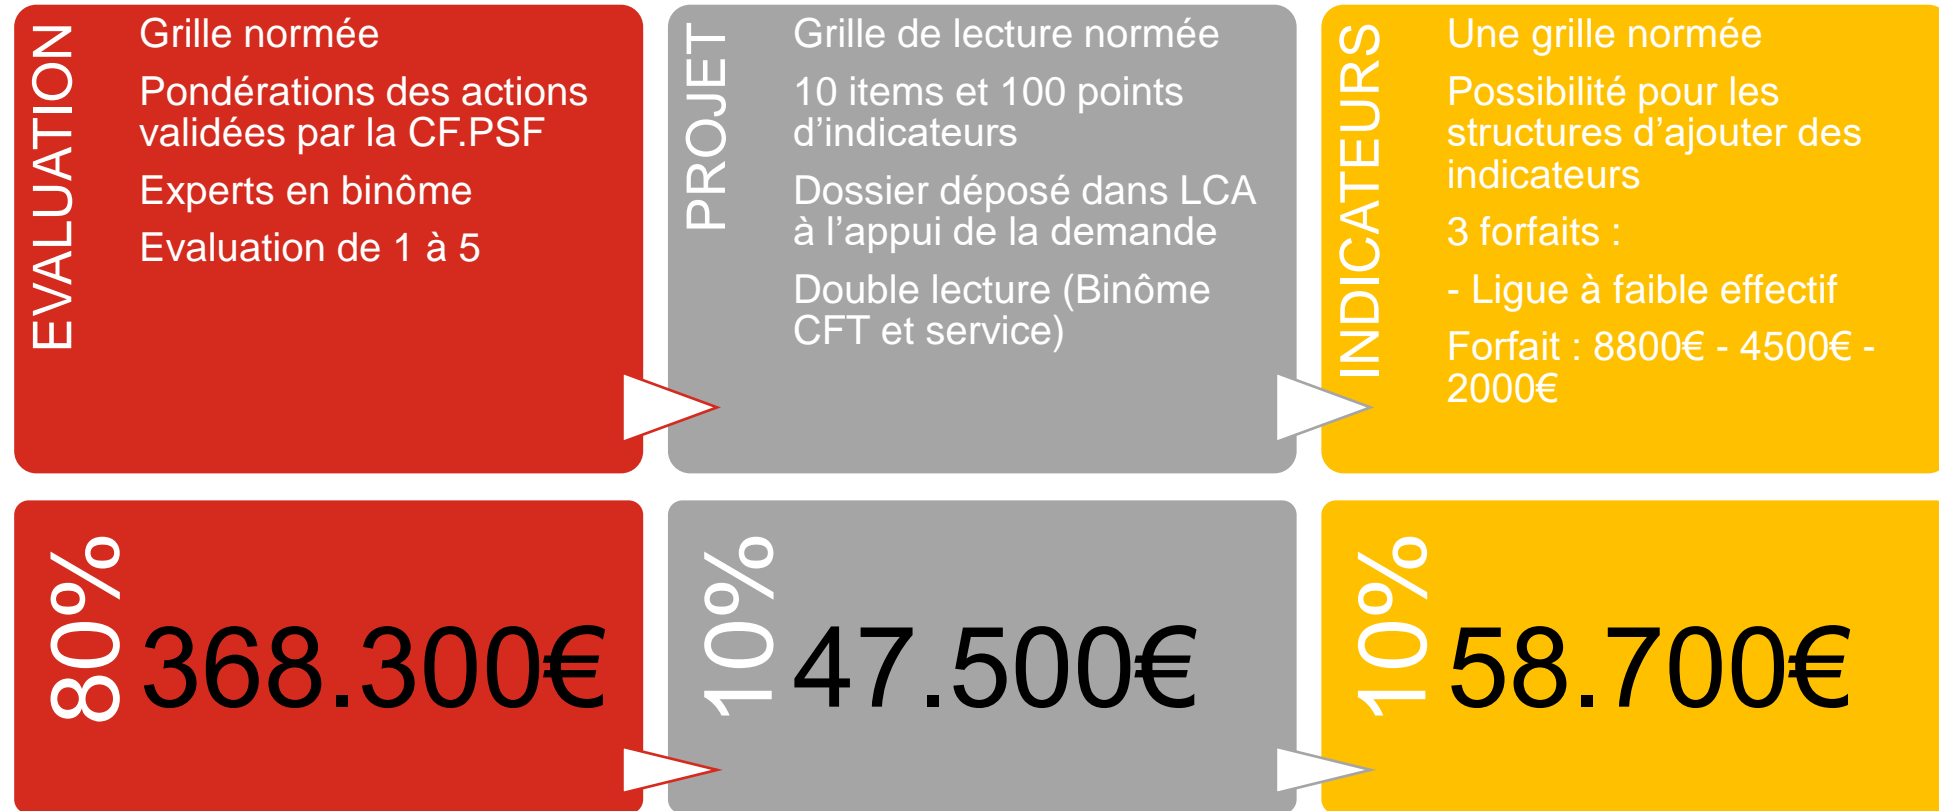 EVALUATION
Grille normée
Pondérations des actions
validées par la CF.PSF
Experts en binôme
Evaluation de 1 à 5
PROJET
Grille de lecture normée
10 items et 100 points
d’indicateurs
Dossier déposé dans LCA
à l’appui de la demande
Double lecture (Binôme
CFT et service)
INDICATEURS
Une grille normée
Possibilité pour les
structures d’ajouter des
indicateurs
3 forfaits :
- Ligue à faible effectif
Forfait : 8800€ - 4500€ -
2000€
80%
368.300€
10%
47.500€
10%
58.700€